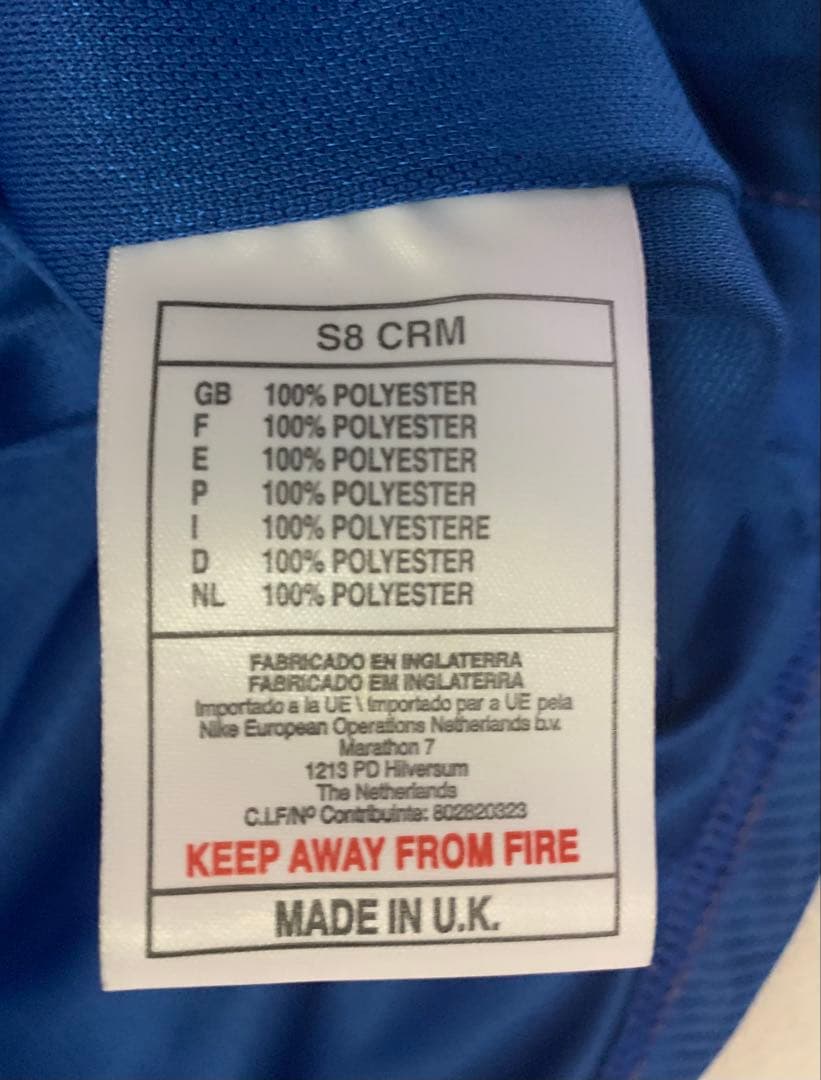 S8 CRM
GB 100% POLYESTER
F 100% POLYESTER
E 100% POLYESTER
P 100% POLYESTER
I 100% POLYESTERE
D 100% POLYESTER
NL 100% POLYESTER
FABRICADO EN INGLATERRA
FABRICADO EM INGLATERRA
Importado a la UE \ Importado par a UE pela
Nike European Operations Netherlands b.v.
Marathon 7
1213 PD Hilversum
The Netherlands
C.I.F/Nº Contribuinte: 802820323
KEEP AWAY FROM FIRE
MADE IN U.K.